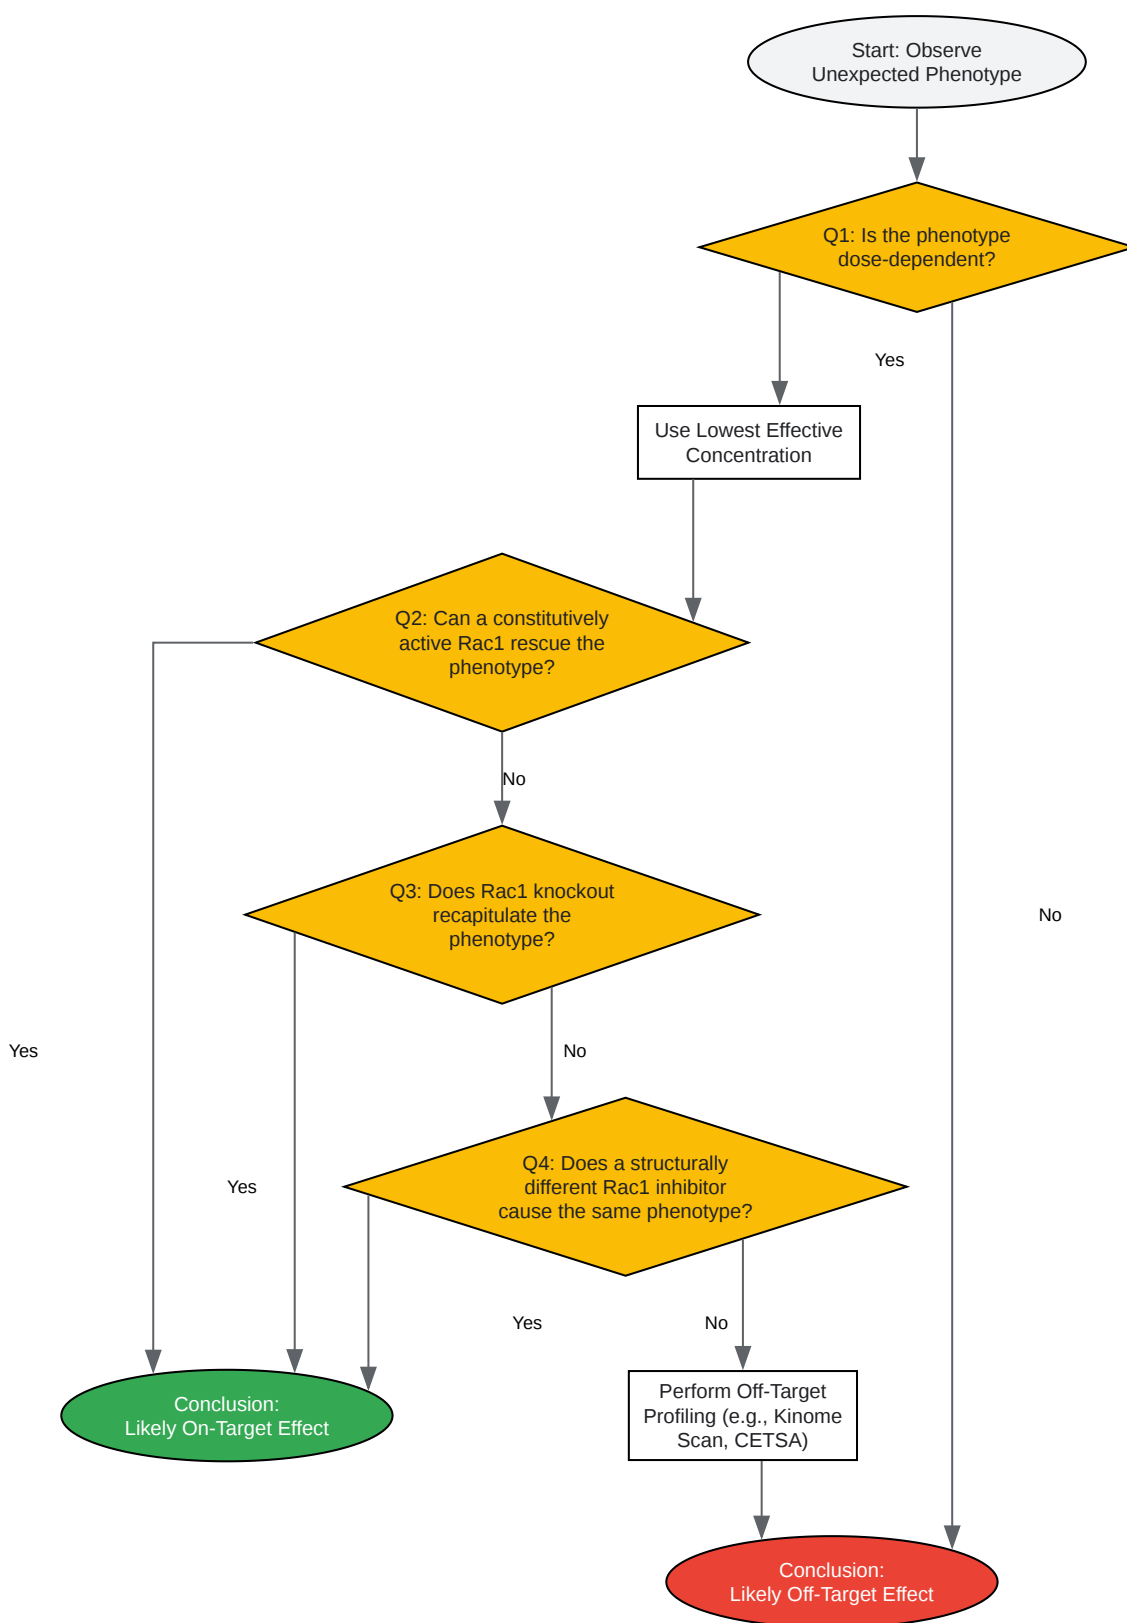 Start: Observe
Unexpected Phenotype
Q1: Is the phenotype
dose-dependent?
Yes
Use Lowest Effective
Concentration
Q2: Can a constitutively
active Rac1 rescue the
phenotype?
No
Q3: Does Rac1 knockout
recapitulate the
phenotype?
No
Yes
No
Q4: Does a structurally
different Rac1 inhibitor
cause the same phenotype?
Yes
Yes
No
Conclusion:
Likely On-Target Effect
Perform Off-Target
Profiling (e.g., Kinome
Scan, CETSA)
Conclusion:
Likely Off-Target Effect